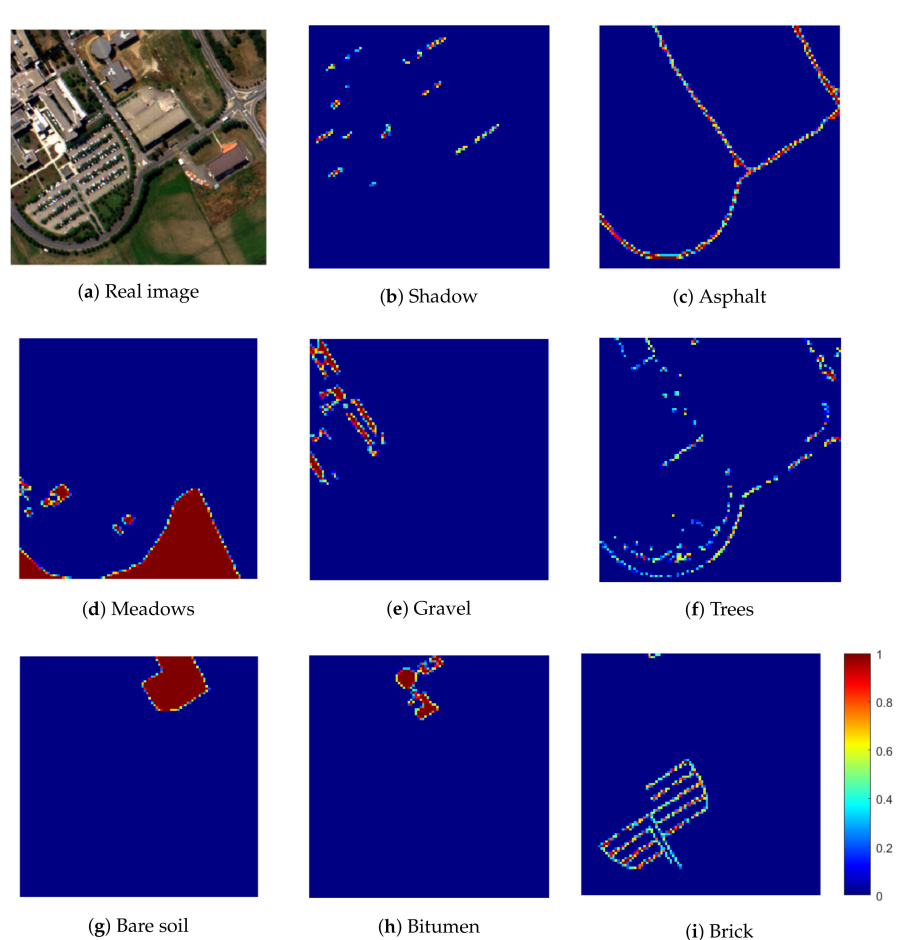 (a) Real image
(b) Shadow
(c) Asphalt
(d) Meadows
(e) Gravel
(f) Trees
1
0.8
0.6
0.4
0.2
0
(g) Bare soil
(h) Bitumen
(i) Brick